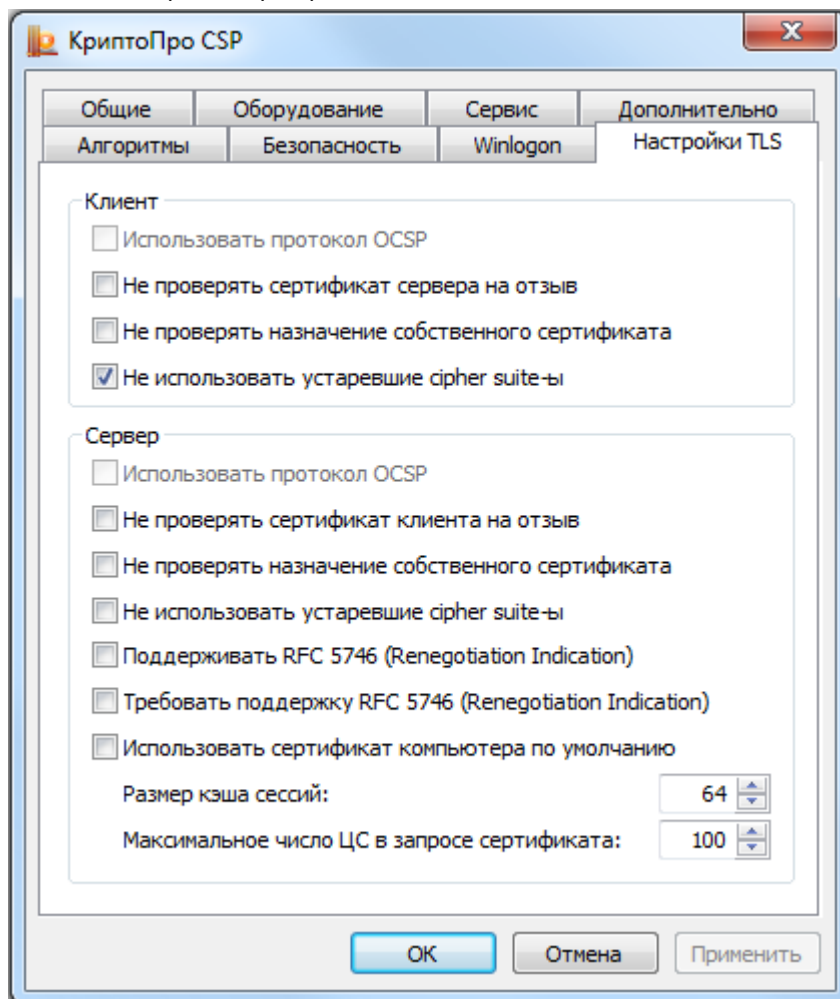 КриптоПро CSP
Общие Оборудование Сервис Дополнительно
Алгоритмы Безопасность Winlogon Настройки TLS
Клиент
Использовать протокол OCSP
Не проверять сертификат сервера на отзыв
Не проверять назначение собственного сертификата
Не использовать устаревшие cipher suite-ы
Сервер
Использовать протокол OCSP
Не проверять сертификат клиента на отзыв
Не проверять назначение собственного сертификата
Не использовать устаревшие cipher suite-ы
Поддерживать RFC 5746 (Renegotiation Indication)
Требовать поддержку RFC 5746 (Renegotiation Indication)
Использовать сертификат компьютера по умолчанию
Размер кэша сессий: 64
Максимальное число ЦС в запросе сертификата: 100
ОК Отмена Применить